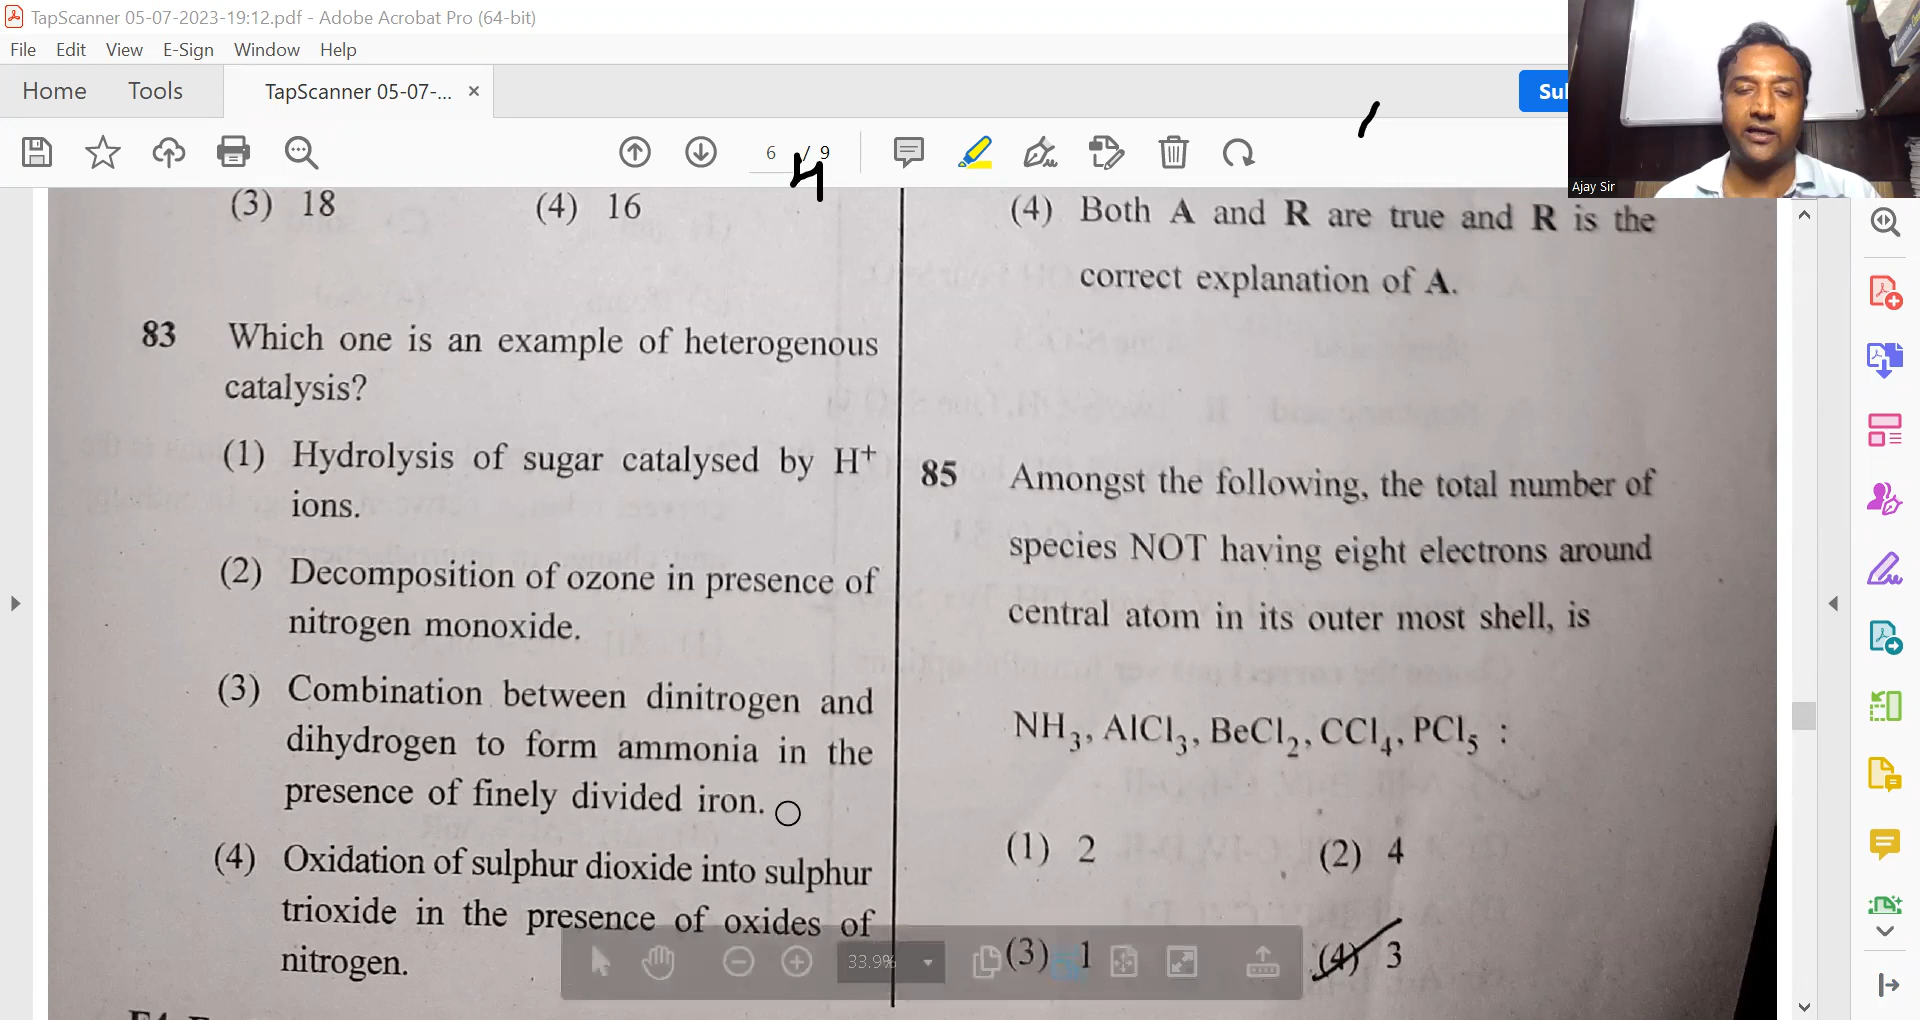 TapScanner 05-07-2023-19:12.pdf - Adobe Acrobat Pro (64-bit)
File Edit View E-Sign Window Help
Home Tools TapScanner 05-07-... ×
6 / 9
4
Ajay Sir
(3) 18 (4) 16
83 Which one is an example of heterogenous
catalysis?
(1) Hydrolysis of sugar catalysed by H⁺
ions.
(2) Decomposition of ozone in presence of
nitrogen monoxide.
(3) Combination between dinitrogen and
dihydrogen to form ammonia in the
presence of finely divided iron.
(4) Oxidation of sulphur dioxide into sulphur
trioxide in the presence of oxides of
nitrogen.
(4) Both A and R are true and R is the
correct explanation of A.
85 Amongst the following, the total number of
species NOT having eight electrons around
central atom in its outer most shell, is
NH₃, AlCl₃, BeCl₂, CCl₄, PCl₅ :
(1) 2 (2) 4
(3) 1 (4) 3
33.9%